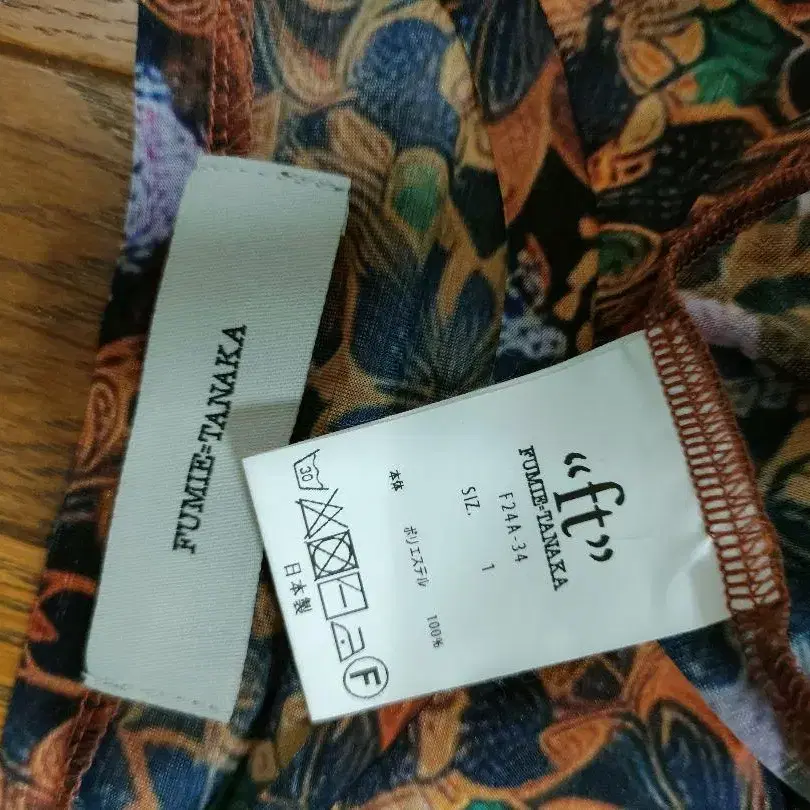 FUMIE=TANAKA
“ft”
FUMIE=TANAKA
F24A-34
SIZ. 1
本体 ポリエステル 100%
30
F
日本製